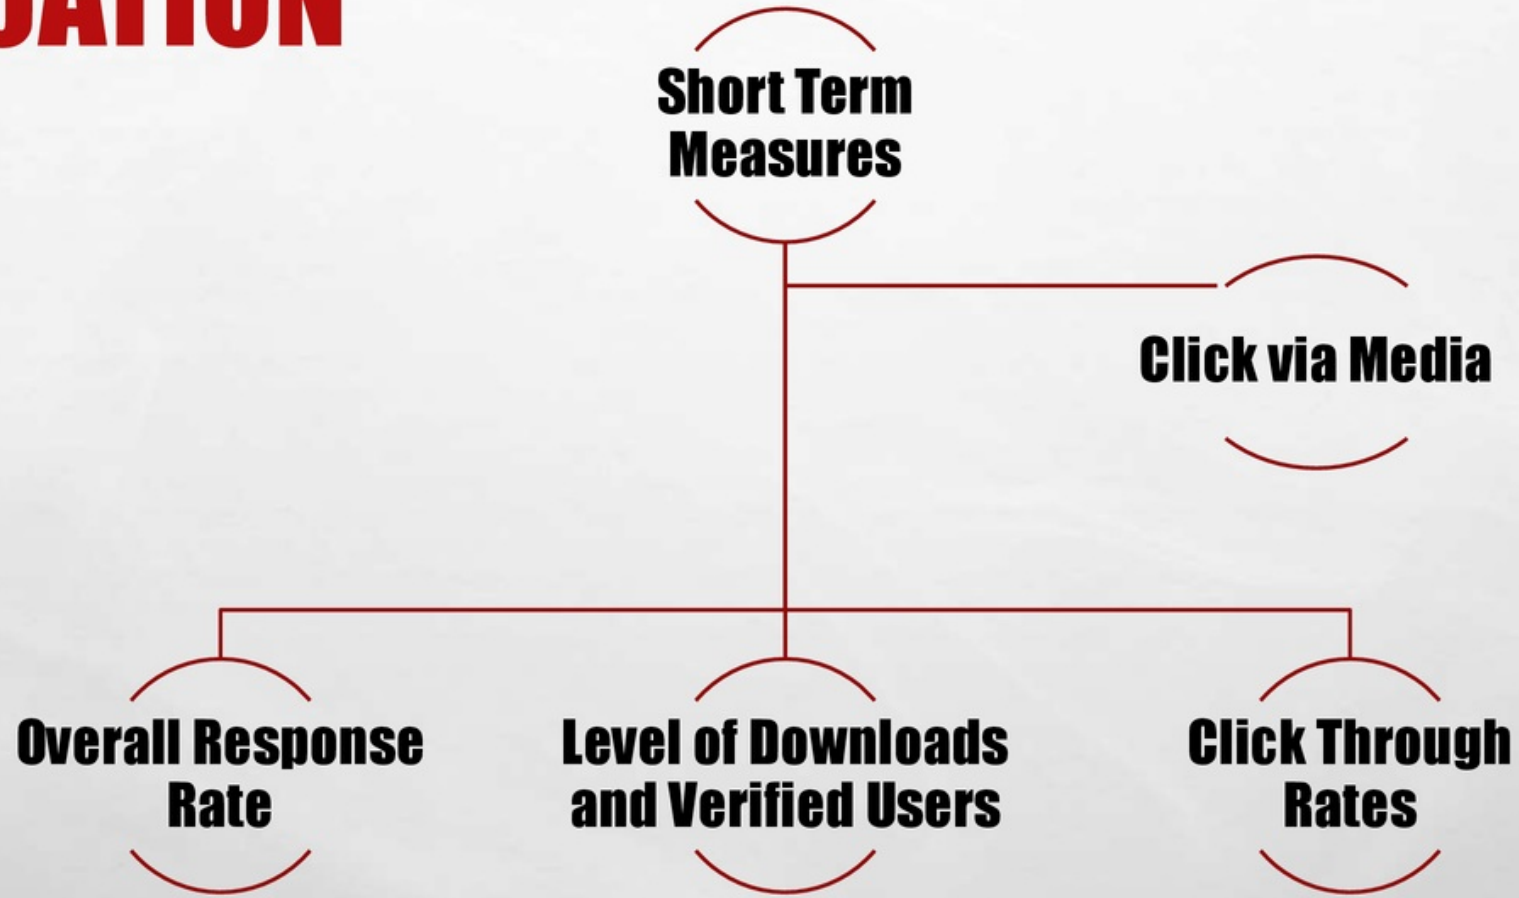 Short Term
Measures
Click via Media
Overall Response
Rate
Level of Downloads
and Verified Users
Click Through
Rates